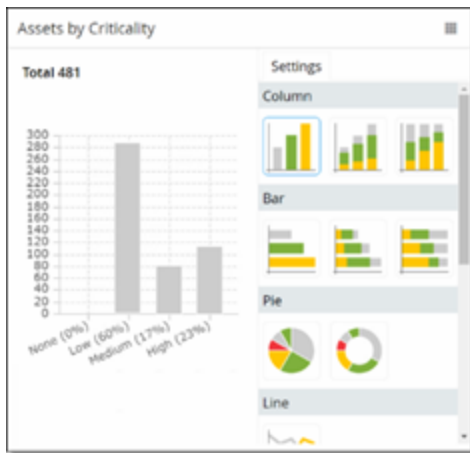 Assets by Criticality
Total 481
300
280
260
240
220
200
180
160
140
120
100
80
60
40
20
0
None (0%)
Low (60%)
Medium (17%)
High (23%)
Settings
Column
Bar
Pie
Line